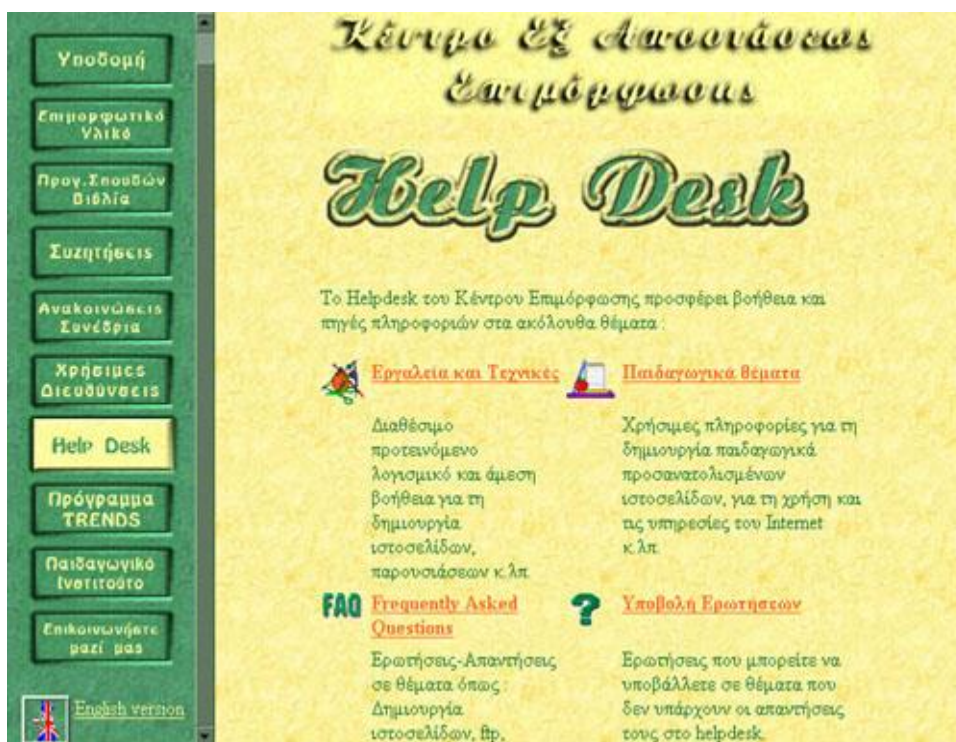 Υποδομή
Επιμορφωτικό
Υλικό
Προγ.Σπουδών
Βιβλία
Συζητήσεις
Ανακοινώσεις
Συνέδρια
Χρήσιμες
Διευθύνσεις
Help Desk
Πρόγραμμα
TRENDS
Παιδαγωγικό
Ινστιτούτο
Επικοινωνήστε
μαζί μας
English version
Κέντρο Εξ Αποστάσεως
Επιμόρφωσης
Help Desk
Το Helpdesk του Κέντρου Επιμόρφωσης προσφέρει βοήθεια και
πηγές πληροφοριών στα ακόλουθα θέματα :
Εργαλεία και Τεχνικές
Διαθέσιμο
προτεινόμενο
λογισμικό και άμεση
βοήθεια για τη
δημιουργία
ιστοσελίδων,
παρουσιάσεων κ.λπ.
Παιδαγωγικά θέματα
Χρήσιμες πληροφορίες για τη
δημιουργία παιδαγωγικά
προσανατολισμένων
ιστοσελίδων, για τη χρήση και
τις υπηρεσίες του Internet
κ.λπ.
FAQ Frequently Asked
Questions
Ερωτήσεις-Απαντήσεις
σε θέματα όπως :
Δημιουργία
ιστοσελίδων, ftp,
? Υποβολή Ερωτήσεων
Ερωτήσεις που μπορείτε να
υποβάλλετε σε θέματα που
δεν υπάρχουν οι απαντήσεις
τους στο helpdesk.